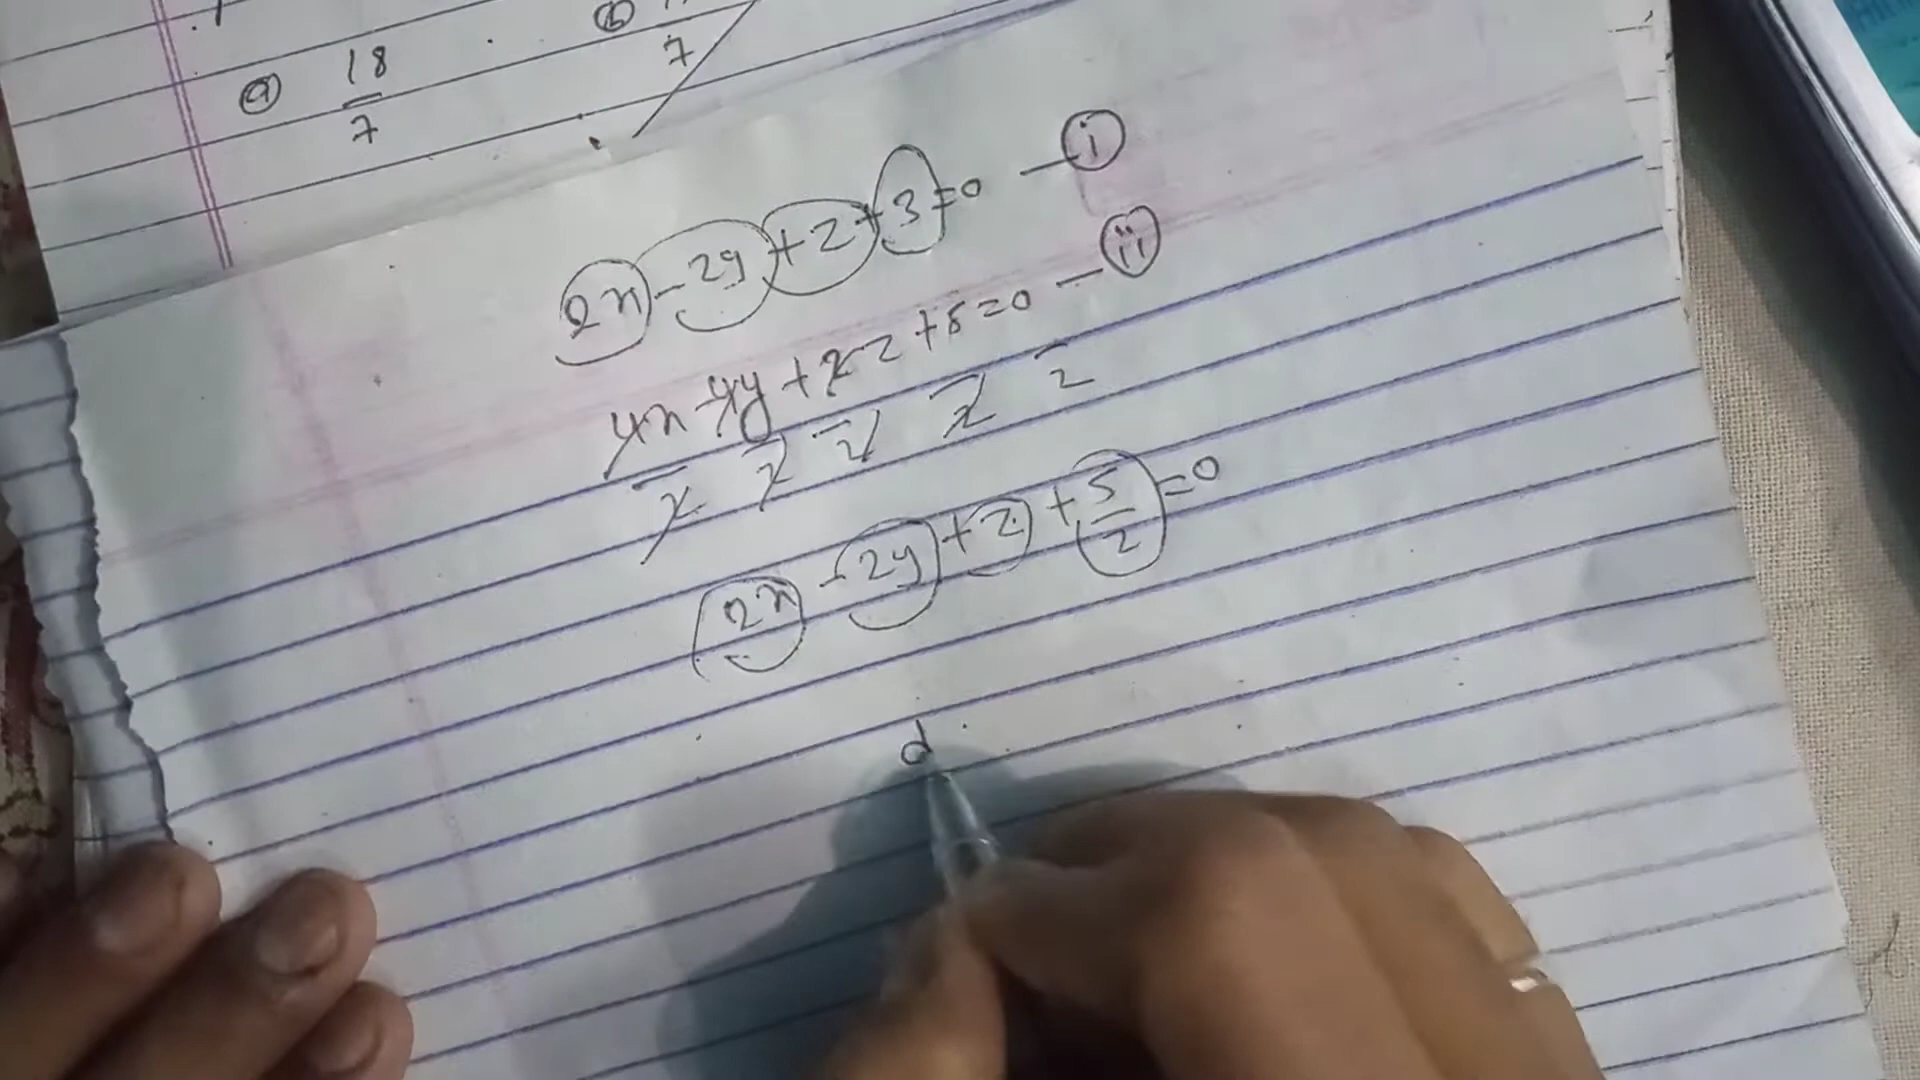 (a) 18/7 (b) 7
2x - 2y + z + 3 = 0 — (i)
4x - 4y + 2z + 5 = 0 — (ii)
2 2 2 2 2
2x - 2y + z + 5/2 = 0
d